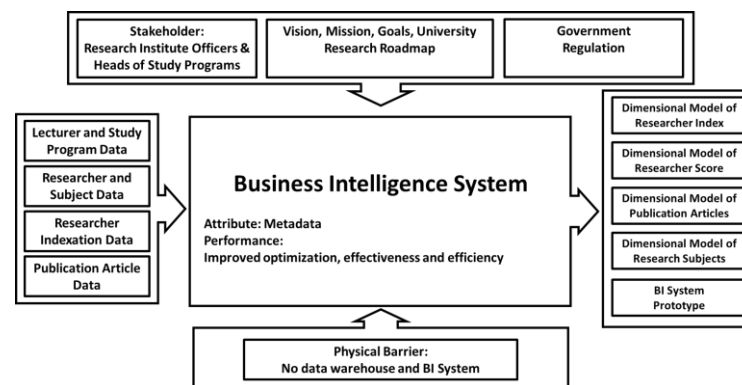 Stakeholder:
Research Institute Officers &
Heads of Study Programs
Vision, Mission, Goals, University
Research Roadmap
Government
Regulation
Lecturer and Study
Program Data
Researcher and
Subject Data
Researcher
Indexation Data
Publication Article
Data
Business Intelligence System
Attribute: Metadata
Performance:
Improved optimization, effectiveness and efficiency
Dimensional Model of
Researcher Index
Dimensional Model of
Researcher Score
Dimensional Model of
Publication Articles
Dimensional Model of
Research Subjects
BI System
Prototype
Physical Barrier:
No data warehouse and BI System